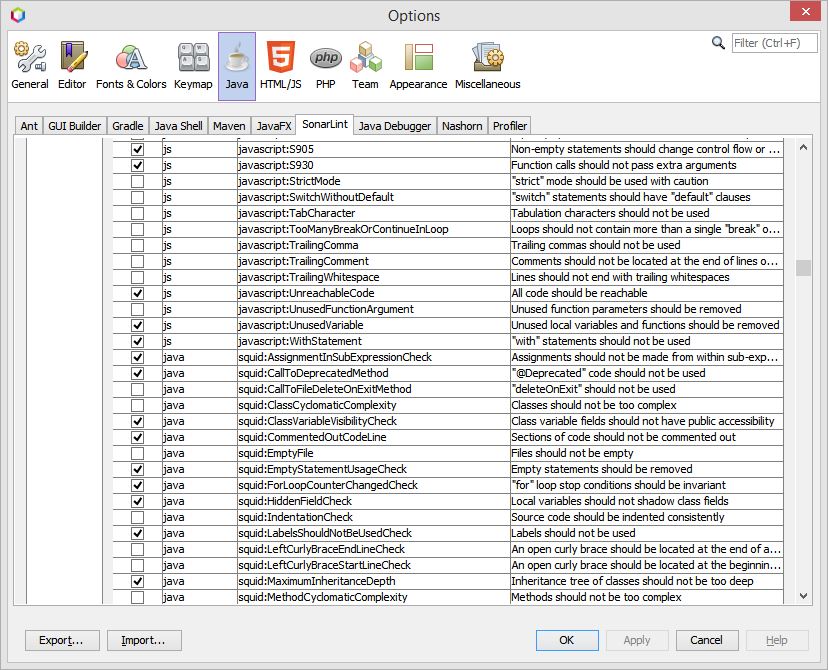 Options
General Editor Fonts & Colors Keymap Java HTML/JS PHP Team Appearance Miscellaneous
Filter (Ctrl+F)
Ant GUI Builder Gradle Java Shell Maven JavaFX SonarLint Java Debugger Nashorn Profiler
js javascript:S905 Non-empty statements should change control flow or ...
js javascript:S930 Function calls should not pass extra arguments
js javascript:StrictMode "strict" mode should be used with caution
js javascript:SwitchWithoutDefault "switch" statements should have "default" clauses
js javascript:TabCharacter Tabulation characters should not be used
js javascript:TooManyBreakOrContinueInLoop Loops should not contain more than a single "break" o...
js javascript:TrailingComma Trailing commas should not be used
js javascript:TrailingComment Comments should not be located at the end of lines o...
js javascript:TrailingWhitespace Lines should not end with trailing whitespaces
js javascript:UnreachableCode All code should be reachable
js javascript:UnusedFunctionArgument Unused function parameters should be removed
js javascript:UnusedVariable Unused local variables and functions should be removed
js javascript:WithStatement "with" statements should not be used
java squid:AssignmentInSubExpressionCheck Assignments should not be made from within sub-exp...
java squid:CallToDeprecatedMethod "@Deprecated" code should not be used
java squid:CallToFileDeleteOnExitMethod "deleteOnExit" should not be used
java squid:ClassCyclomaticComplexity Classes should not be too complex
java squid:ClassVariableVisibilityCheck Class variable fields should not have public accessibility
java squid:CommentedOutCodeLine Sections of code should not be commented out
java squid:EmptyFile Files should not be empty
java squid:EmptyStatementUsageCheck Empty statements should be removed
java squid:ForLoopCounterChangedCheck "for" loop stop conditions should be invariant
java squid:HiddenFieldCheck Local variables should not shadow class fields
java squid:IndentationCheck Source code should be indented consistently
java squid:LabelsShouldNotBeUsedCheck Labels should not be used
java squid:LeftCurlyBraceEndLineCheck An open curly brace should be located at the end of a...
java squid:LeftCurlyBraceStartLineCheck An open curly brace should be located at the beginnin...
java squid:MaximumInheritanceDepth Inheritance tree of classes should not be too deep
java squid:MethodCyclomaticComplexity Methods should not be too complex
Export... Import... OK Apply Cancel Help